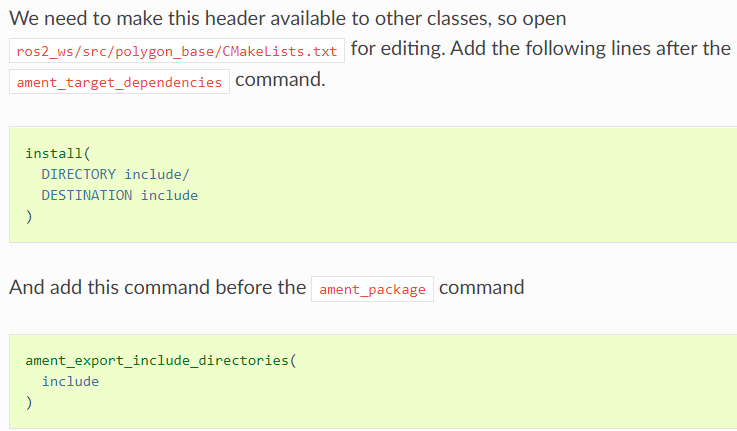 We need to make this header available to other classes, so open
ros2_ws/src/polygon_base/CMakeLists.txt for editing. Add the following lines after the
ament_target_dependencies command.
install(
  DIRECTORY include/
  DESTINATION include
)
And add this command before the ament_package command
ament_export_include_directories(
  include
)